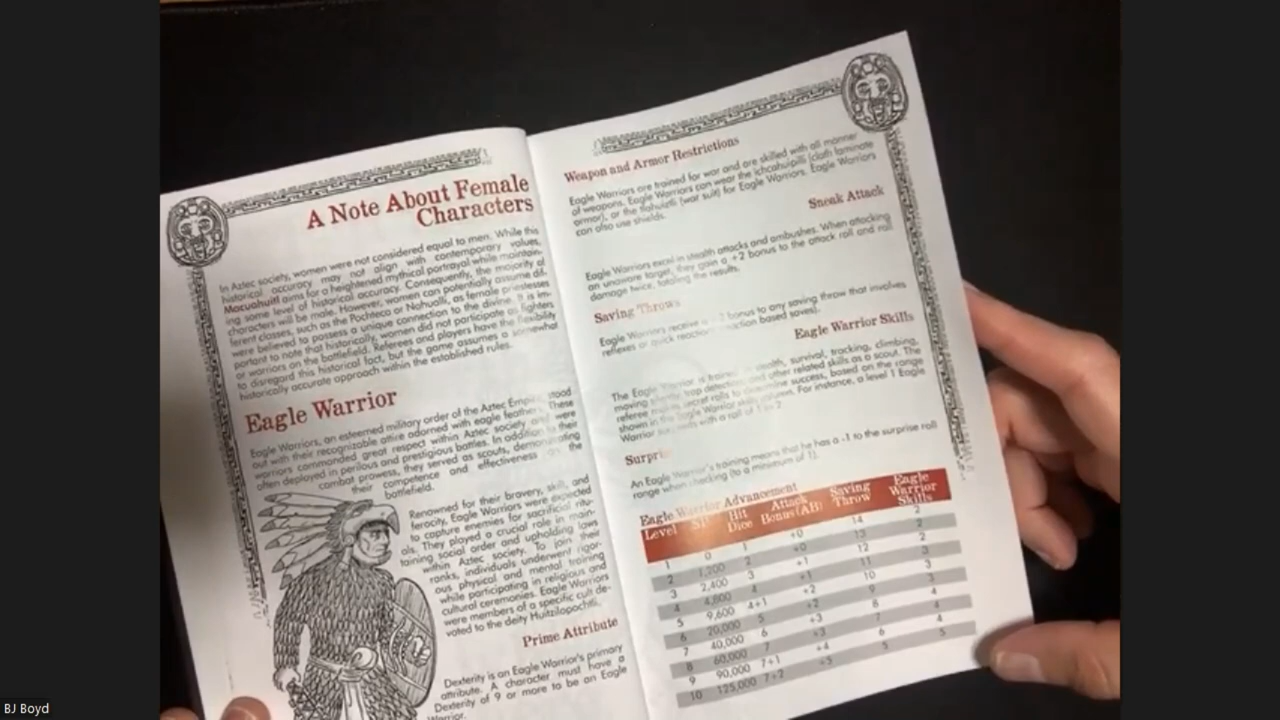 A Note About Female
Characters
In Aztec society, women were not considered equal to men. While this
historical accuracy may not align with contemporary values,
Macuahuitl aims for a heightened mythical portrayal while maintain-
ing some level of historical accuracy. Consequently, the majority of
characters will be male. However, women can potentially assume dif-
ferent classes, such as the Pochteca or Nahualli, as female priestesses
were believed to possess a unique connection to the divine. It is im-
portant to note that historically, women did not participate as fighters
or warriors on the battlefield. Referees and players have the flexibility
to disregard this historical fact, but the game assumes a somewhat
historically accurate approach within the established rules.
Eagle Warrior
Eagle Warriors, an esteemed military order of the Aztec Empire, stood
out with their recognizable attire adorned with eagle feathers. These
warriors commanded great respect within Aztec society and were
often deployed in perilous and prestigious battles. In addition to their
combat prowess, they served as scouts, demonstrating
their competence and effectiveness on the
battlefield.
Renowned for their bravery, skill, and
ferocity, Eagle Warriors were expected
to capture enemies for sacrificial ritu-
als. They played a crucial role in main-
taining social order and upholding laws
within Aztec society. To join their
ranks, individuals underwent rigor-
ous physical and mental training
while participating in religious and
cultural ceremonies. Eagle Warriors
were members of a specific cult de-
voted to the deity Huitzilopochtli.
Prime Attribute
Dexterity is an Eagle Warrior's primary
attribute. A character must have a
Dexterity of 9 or more to be an Eagle
Warrior.
Weapon and Armor Restrictions
Eagle Warriors are trained for war and are skilled with all manner
of weapons. Eagle Warriors can wear the ichcahuipilli (cloth laminate
armor), or the tlahuiztli (war suit) for Eagle Warriors. Eagle Warriors
can also use shields.
Sneak Attack
Eagle Warriors excel in stealth attacks and ambushes. When attacking
an unaware target, they gain a +2 bonus to the attack roll and roll
damage twice, totaling the results.
Saving Throws
Eagle Warriors receive a bonus to any saving throw that involves
reflexes or quick reactions (reaction based saves).
Eagle Warrior Skills
The Eagle Warrior is trained in stealth, survival, tracking, climbing,
moving silently, trap detection, and other related skills as a scout. The
referee makes secret rolls to determine success, based on the range
shown in the Eagle Warrior skills column. For instance, a level 1 Eagle
Warrior succeeds with a roll of 1 or 2
Surprise
An Eagle Warrior's training means that he has a -1 to the surprise roll
range when checking (to a minimum of 1).
Eagle Warrior Advancement
Level Hit Dice Attack Bonus (AB) Saving Throw Eagle Warrior Skills
1 0 1 +0 14 2
2 1,200 2 +0 13 2
3 2,400 3 +1 12 3
4 4,800 4 +1 11 3
5 9,600 4+1 +2 10 3
6 20,000 5 +2 9 4
7 40,000 6 +3 8 4
8 60,000 7 +3 7 4
9 90,000 7+1 +4 6 5
10 125,000 7+2 +5 5
BJ Boyd